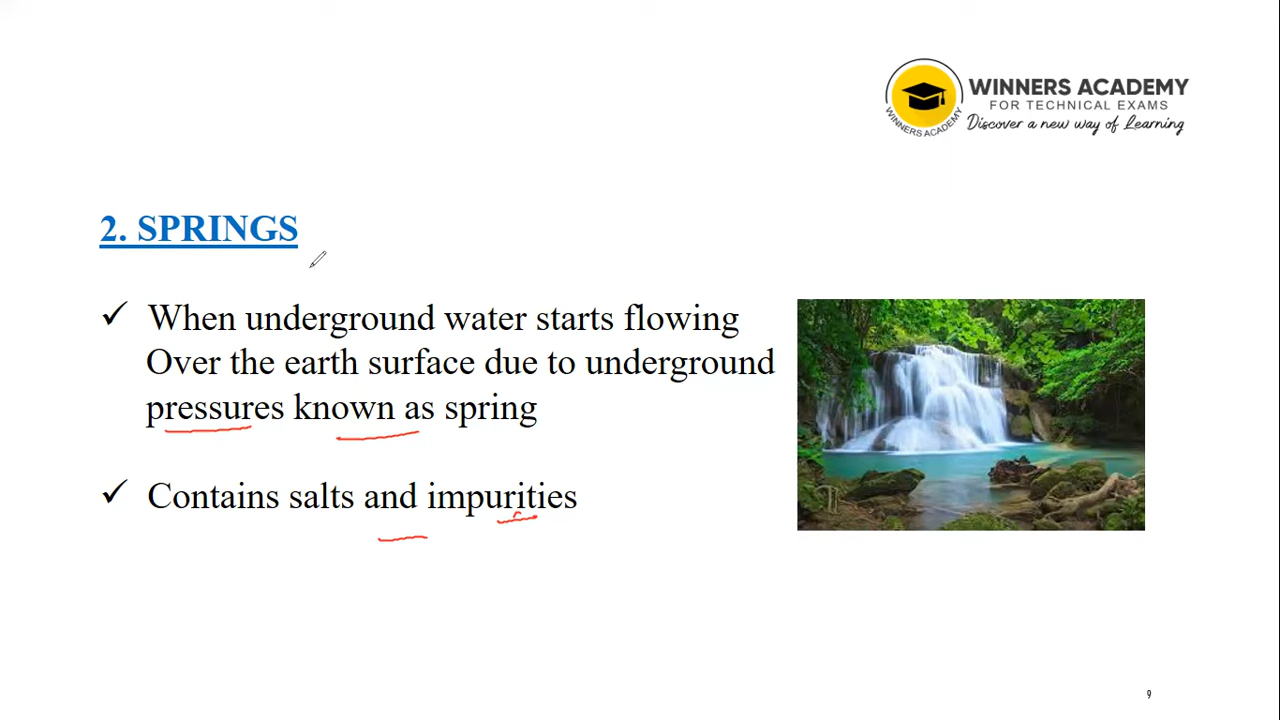 WINNERS ACADEMY
FOR TECHNICAL EXAMS
Discover a new way of Learning
WINNERS ACADEMY
2. SPRINGS
✓ When underground water starts flowing
Over the earth surface due to underground
pressures known as spring
✓ Contains salts and impurities
9